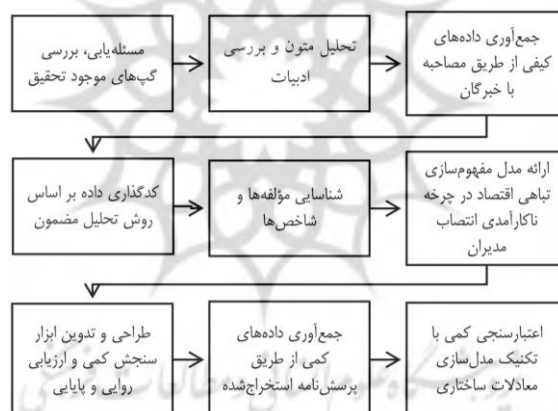 مسئله‌یابی، بررسی
گپ‌های موجود تحقیق
تحلیل متون و بررسی
ادبیات
جمع‌آوری داده‌های
کیفی از طریق مصاحبه
با خبرگان
کدگذاری داده بر اساس
روش تحلیل مضمون
شناسایی مؤلفه‌ها و
شاخص‌ها
ارائه مدل مفهوم‌سازی
تباهی اقتصاد در چرخه
ناکارآمدی انتصاب
مدیران
طراحی و تدوین ابزار
سنجش کمی و ارزیابی
روایی و پایایی
جمع‌آوری داده‌های
کمی از طریق
پرسش‌نامه استخراج‌شده
اعتبارسنجی کمی با
تکنیک مدل‌سازی
معادلات ساختاری